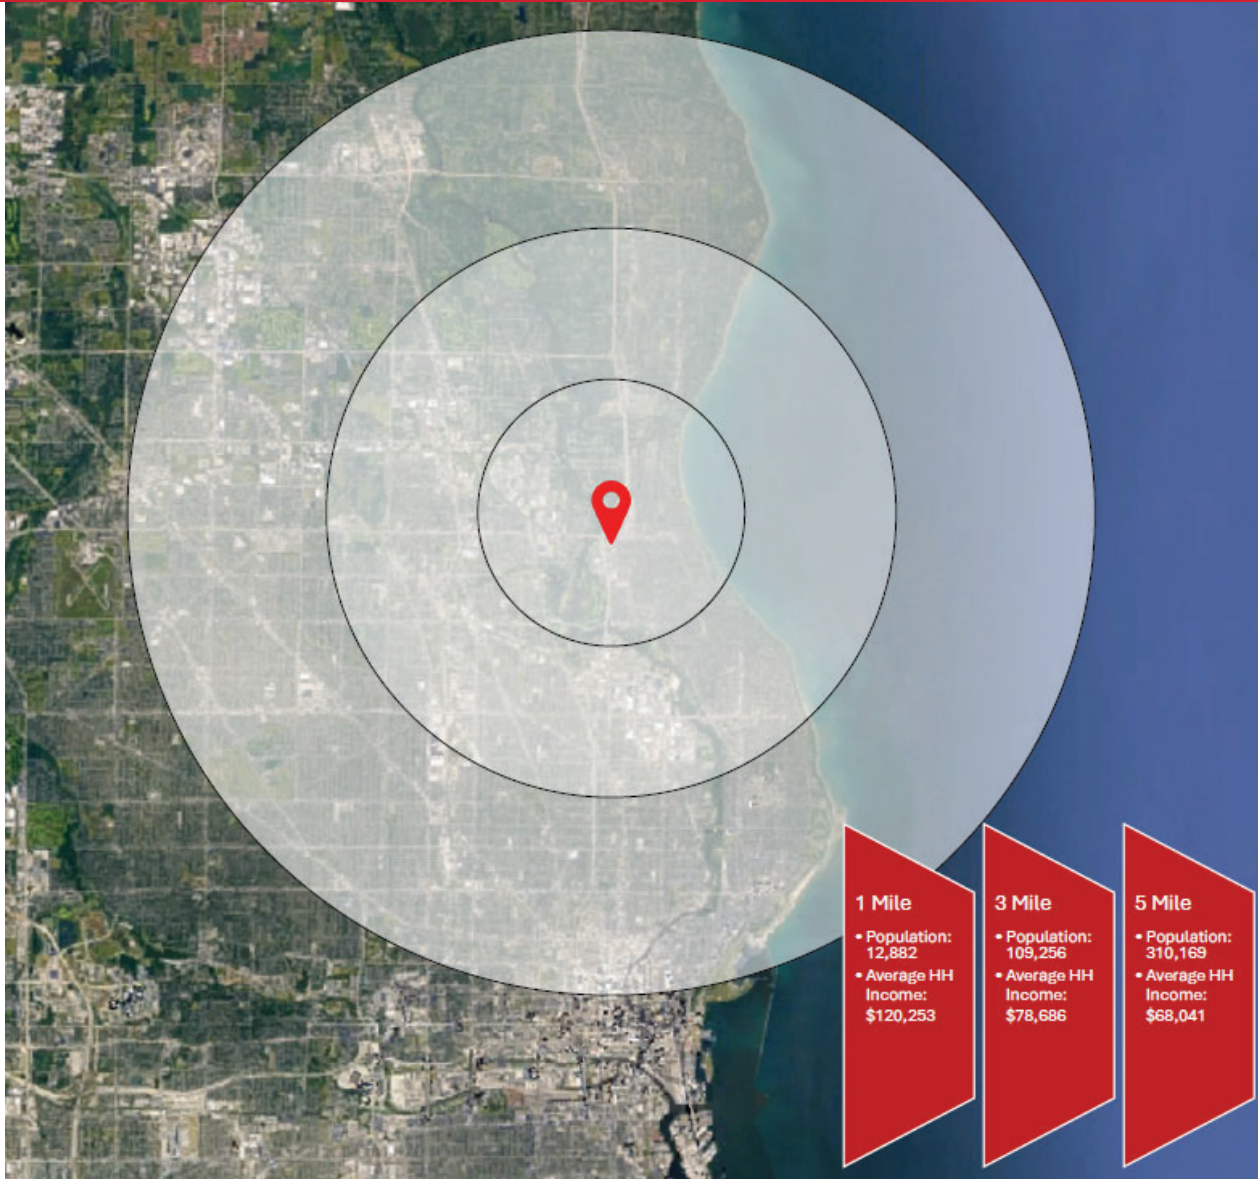 1 Mile
• Population:
12,882
• Average HH
Income:
$120,253
3 Mile
• Population:
109,256
• Average HH
Income:
$78,686
5 Mile
• Population:
310,169
• Average HH
Income:
$68,041